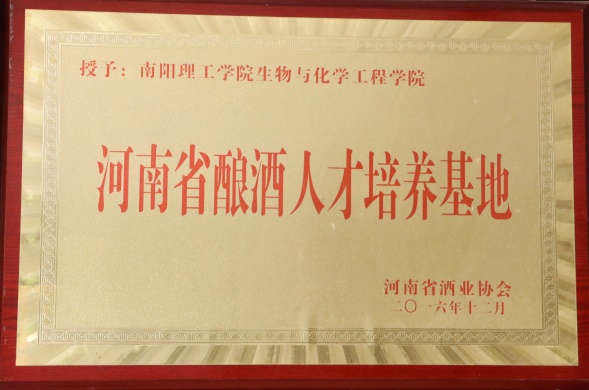 授予：南阳理工学院生物与化学工程学院
河南省酿酒人才培养基地
河南省酒业协会
二〇一六年十二月